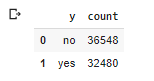 y count
0 no 36548
1 yes 32480